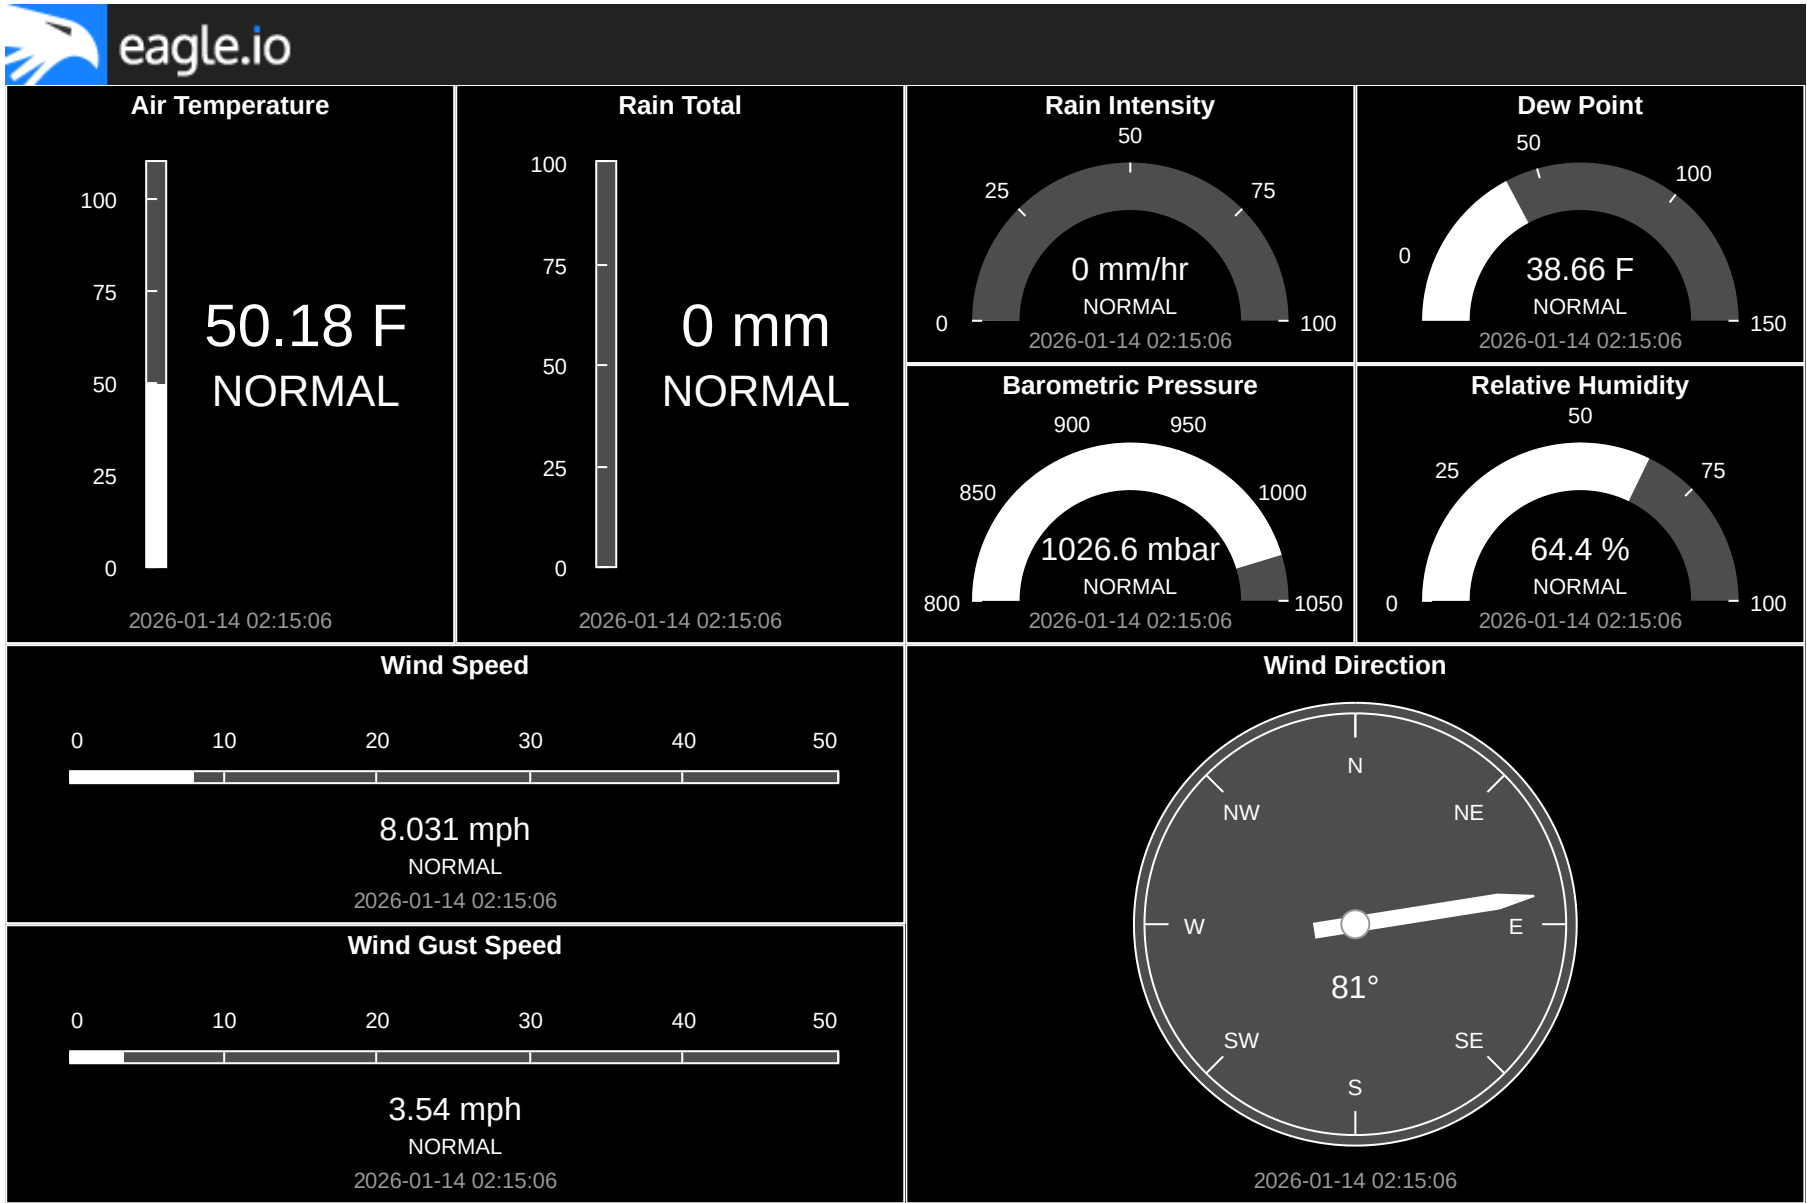 eagle.io
Air Temperature
100
75
50
25
0
50.18 F
NORMAL
2026-01-14 02:15:06
Rain Total
100
75
50
25
0
0 mm
NORMAL
2026-01-14 02:15:06
Rain Intensity
50
25
75
0
100
0 mm/hr
NORMAL
2026-01-14 02:15:06
Dew Point
50
100
0
150
38.66 F
NORMAL
2026-01-14 02:15:06
Barometric Pressure
900
950
850
1000
800
1050
1026.6 mbar
NORMAL
2026-01-14 02:15:06
Relative Humidity
50
25
75
0
100
64.4 %
NORMAL
2026-01-14 02:15:06
Wind Speed
0 10 20 30 40 50
8.031 mph
NORMAL
2026-01-14 02:15:06
Wind Gust Speed
0 10 20 30 40 50
3.54 mph
NORMAL
2026-01-14 02:15:06
Wind Direction
N
NW
NE
W
E
81°
SW
SE
S
2026-01-14 02:15:06